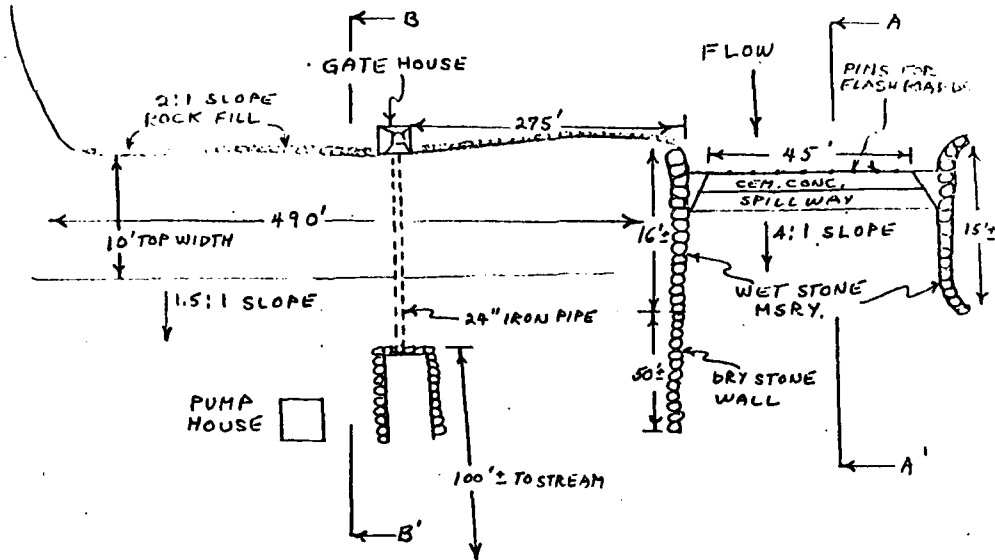 B
A
FLOW
GATE HOUSE
PINS FOR
2:1 SLOPE
ROCK FILL
275'
45'
CEM. CONC.
SPILLWAY
490'
10' TOP WIDTH
16'±
4:1 SLOPE
15'±
1.5:1 SLOPE
WET STONE
MSRY.
24" IRON PIPE
50'±
DRY STONE
WALL
PUMP
HOUSE
100'± TO STREAM
A'
B'